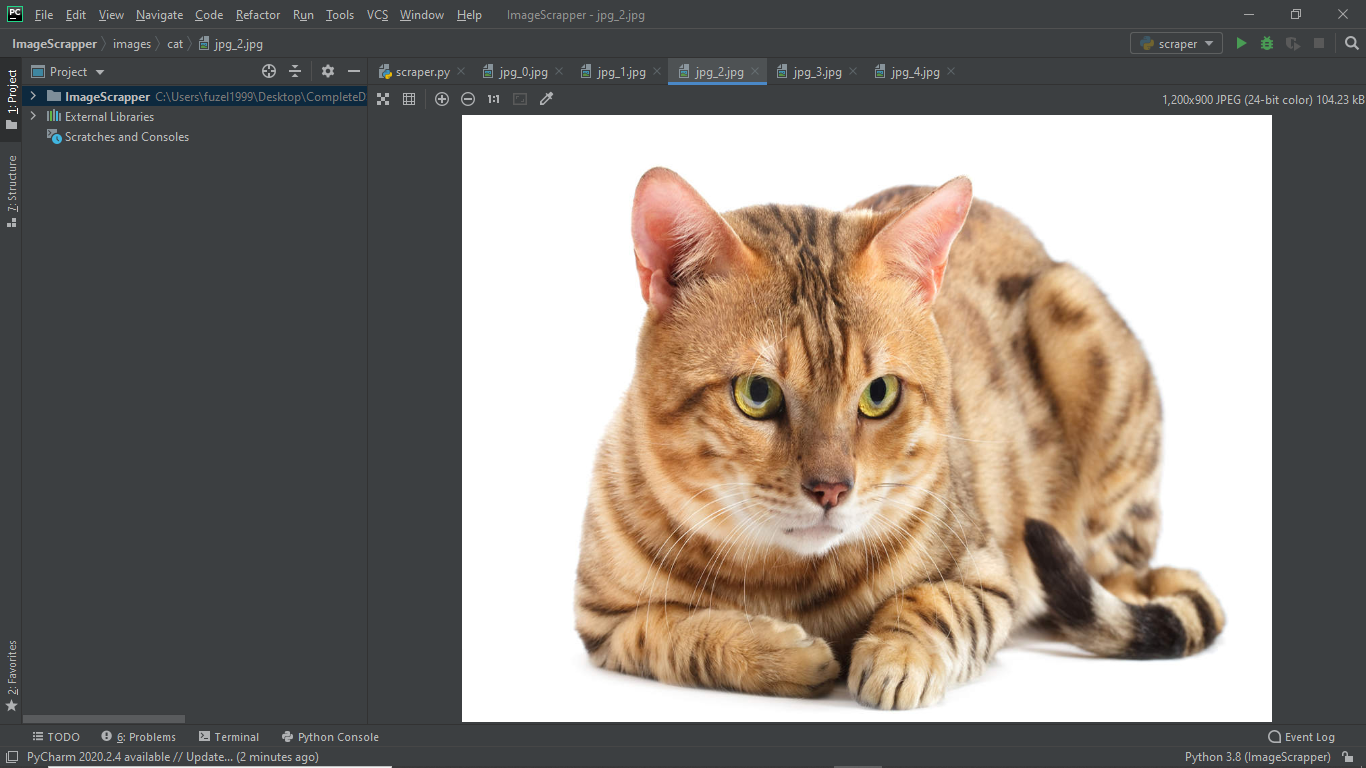 PC File Edit View Navigate Code Refactor Run Tools VCS Window Help ImageScrapper - jpg_2.jpg
ImageScrapper images cat jpg_2.jpg scraper
1: Project
Project scraper.py jpg_0.jpg jpg_1.jpg jpg_2.jpg jpg_3.jpg jpg_4.jpg
ImageScrapper C:\Users\fuzel1999\Desktop\CompleteD 1:1 1,200x900 JPEG (24-bit color) 104.23 kB
External Libraries
Scratches and Consoles
7: Structure
2: Favorites
TODO 6: Problems Terminal Python Console Event Log
PyCharm 2020.2.4 available // Update... (2 minutes ago) Python 3.8 (ImageScrapper)